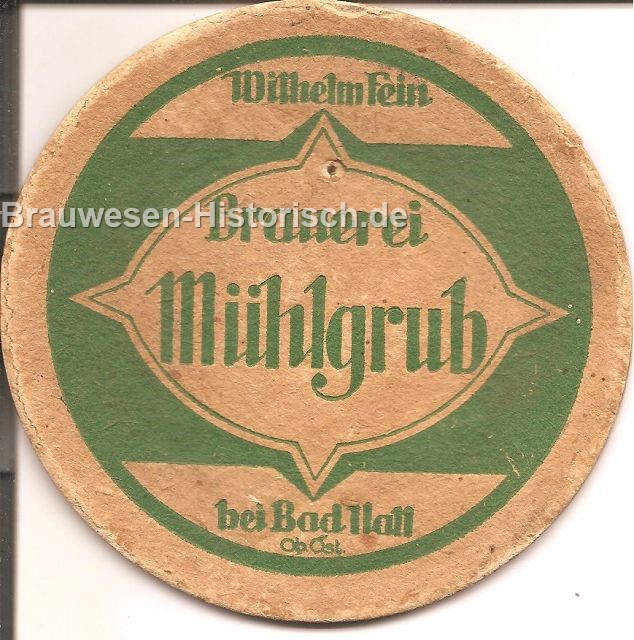 Wilhelm Fein
Brauwesen-Historisch.de
Brauerei
Mühlgrub
bei Bad Hall
Ob. Öst.